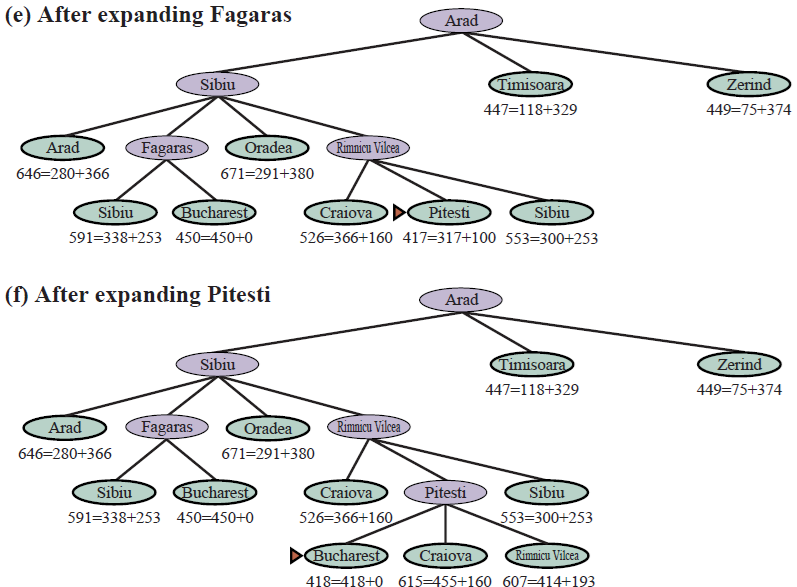 (e) After expanding Fagaras
Arad
Sibiu Timisoara Zerind
447=118+329 449=75+374
Arad Fagaras Oradea Rimnicu Vilcea
646=280+366 671=291+380
Sibiu Bucharest Craiova Pitesti Sibiu
591=338+253 450=450+0 526=366+160 417=317+100 553=300+253
(f) After expanding Pitesti
Arad
Sibiu Timisoara Zerind
447=118+329 449=75+374
Arad Fagaras Oradea Rimnicu Vilcea
646=280+366 671=291+380
Sibiu Bucharest Craiova Pitesti Sibiu
591=338+253 450=450+0 526=366+160 553=300+253
Bucharest Craiova Rimnicu Vilcea
418=418+0 615=455+160 607=414+193